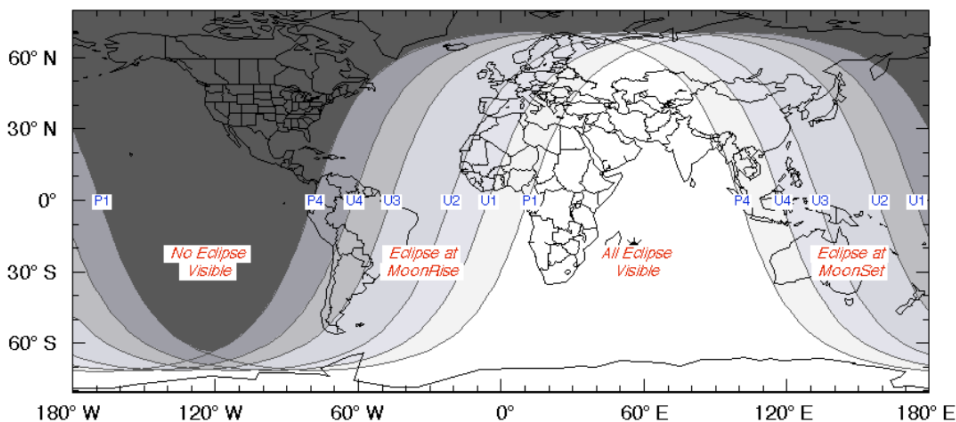 60° N
30° N
0°
30° S
60° S
P1 P4 U4 U3 U2 U1 P1 P4 U4 U3 U2 U1
No Eclipse
Visible
Eclipse at
MoonRise
All Eclipse
Visible
Eclipse at
MoonSet
180° W 120° W 60° W 0° 60° E 120° E 180° E